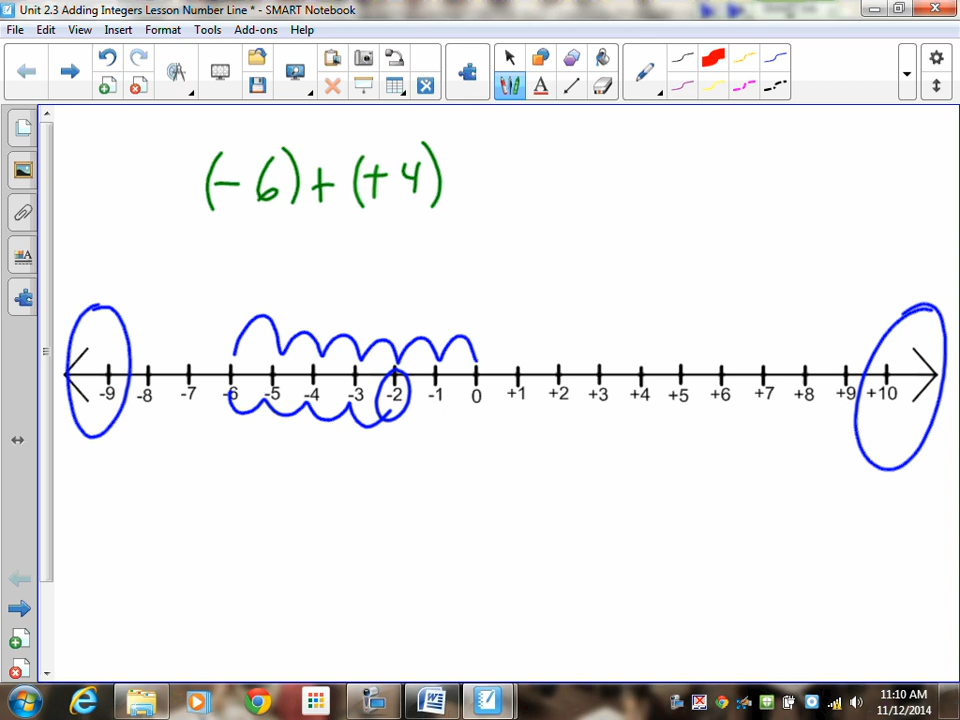 Unit 2.3 Adding Integers Lesson Number Line * - SMART Notebook
File Edit View Insert Format Tools Add-ons Help
(-6)+(+4)
-9 -8 -7 -6 -5 -4 -3 -2 -1 0 +1 +2 +3 +4 +5 +6 +7 +8 +9 +10
11:10 AM
11/12/2014